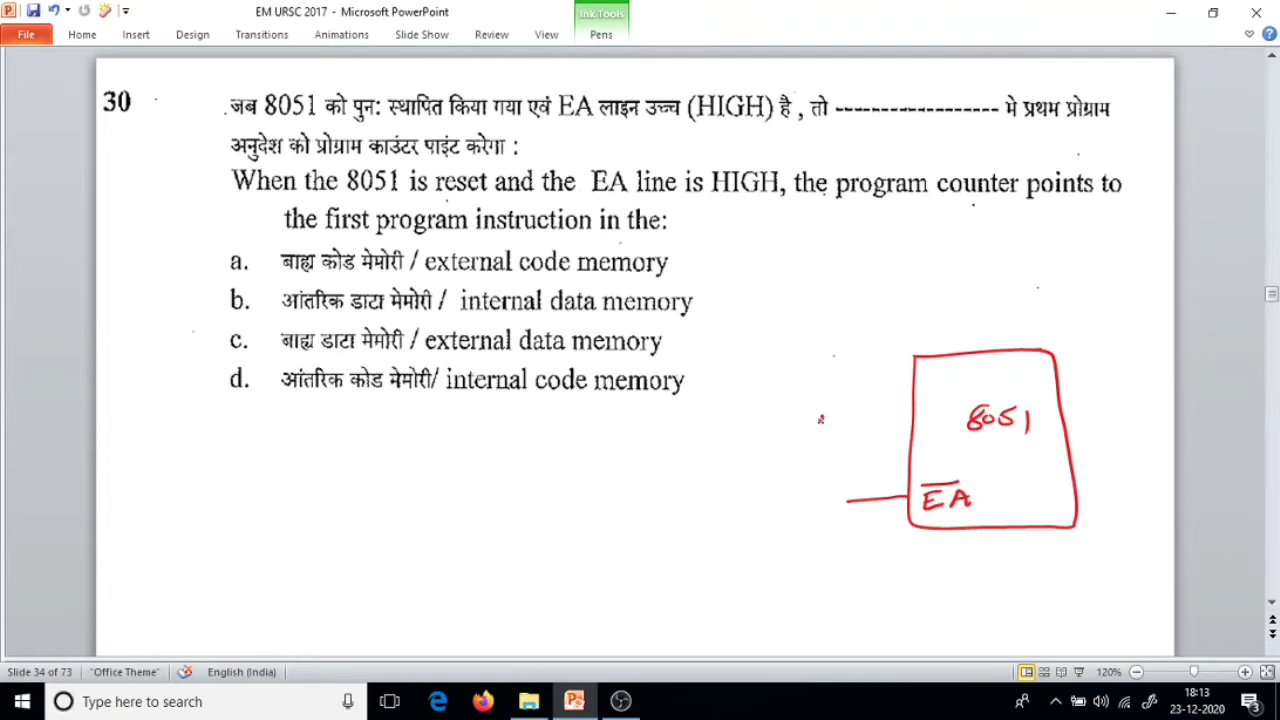 EM URSC 2017 - Microsoft PowerPoint
Ink Tools
File Home Insert Design Transitions Animations Slide Show Review View Pens
30
जब 8051 को पुन: स्थापित किया गया एवं EA लाइन उच्च (HIGH) है , तो ------------------ मे प्रथम प्रोग्राम
अनुदेश को प्रोग्राम काउंटर पाइंट करेगा :
When the 8051 is reset and the EA line is HIGH, the program counter points to
the first program instruction in the:
a. बाह्य कोड मेमोरी / external code memory
b. आंतरिक डाटा मेमोरी / internal data memory
c. बाह्य डाटा मेमोरी / external data memory
d. आंतरिक कोड मेमोरी/ internal code memory
8051
E̅A̅
Slide 34 of 73 "Office Theme" English (India) 120%
Type here to search
18:13
23-12-2020
3